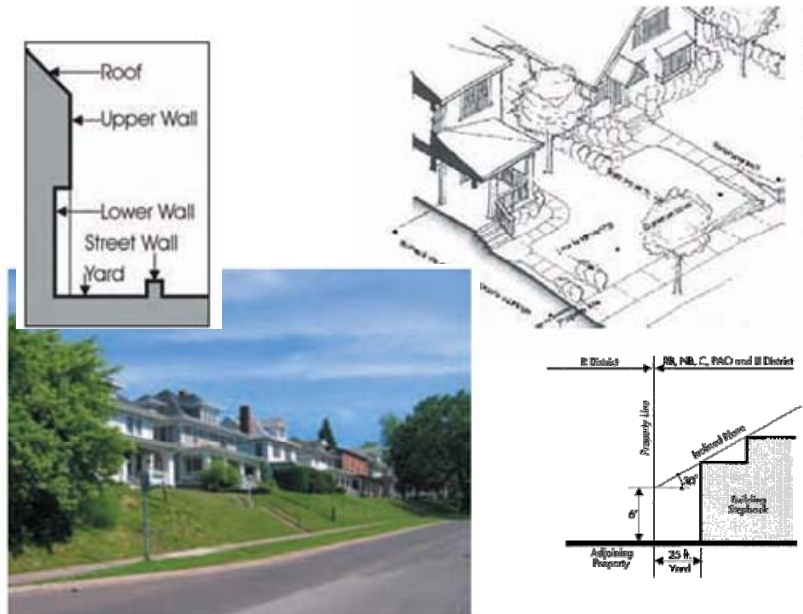 Roof
Upper Wall
Lower Wall
Street Wall
Yard
R District
RB, NB, C, PAO and UI District
Property Line
Inclined Plane
30°
6'
Building
Stepback
Adjoining
Property
25 ft.
Yard